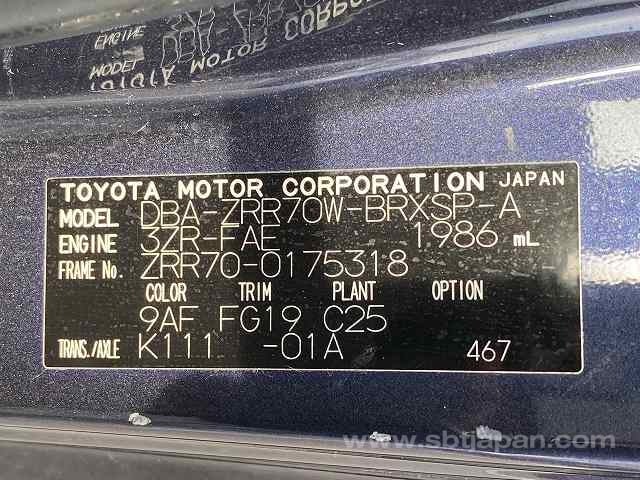 TOYOTA MOTOR CORPORATION JAPAN
MODEL DBA-ZRR70W-BRXSP-A
ENGINE 3ZR-FAE 1986 mL
FRAME No. ZRR70-0175318
COLOR TRIM PLANT OPTION
9AF FG19 C25
TRANS./AXLE K111 -01A 467
www.sbtjapan.com